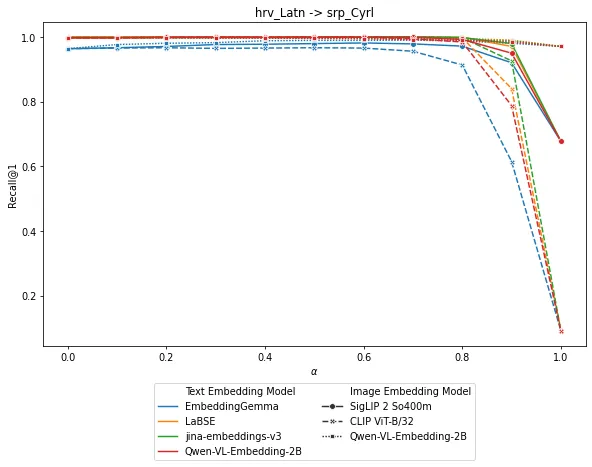 hrv_Latn -> srp_Cyrl
Recall@1
1.0
0.8
0.6
0.4
0.2
0.0 0.2 0.4 0.6 0.8 1.0
α
Text Embedding Model
EmbeddingGemma
LaBSE
jina-embeddings-v3
Qwen-VL-Embedding-2B
Image Embedding Model
SigLIP 2 So400m
CLIP ViT-B/32
Qwen-VL-Embedding-2B